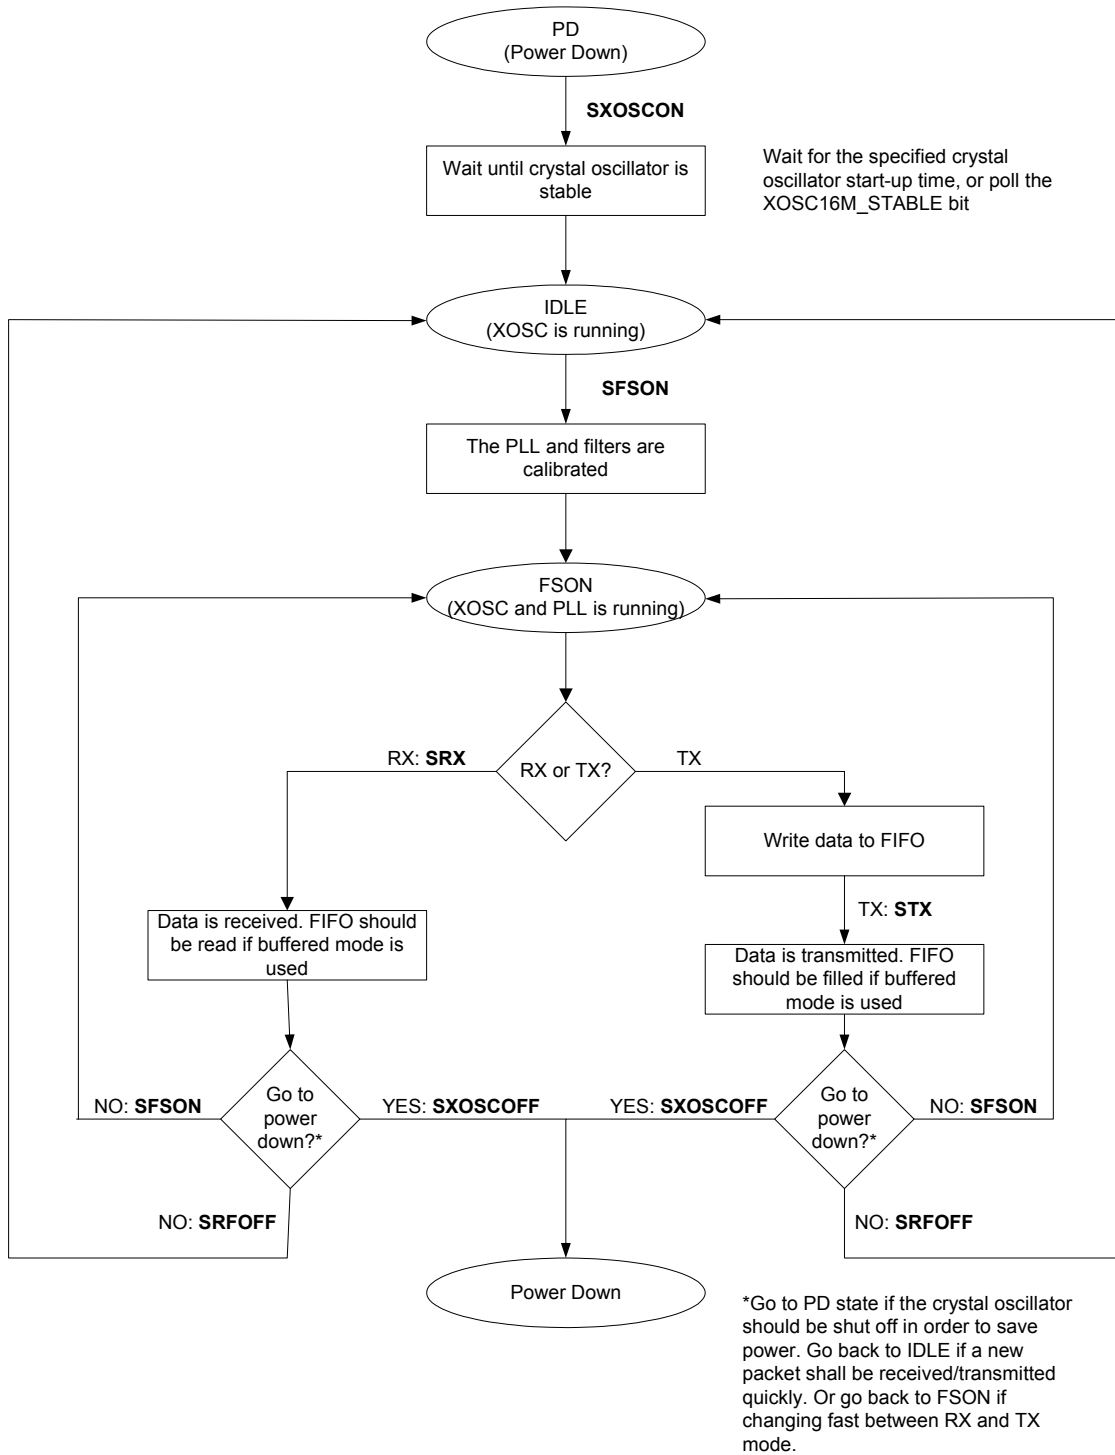 PD
(Power Down)
SXOSCON
Wait until crystal oscillator is
stable
Wait for the specified crystal
oscillator start-up time, or poll the
XOSC16M_STABLE bit
IDLE
(XOSC is running)
SFSON
The PLL and filters are
calibrated
FSON
(XOSC and PLL is running)
RX: SRX
RX or TX?
TX
Write data to FIFO
TX: STX
Data is received. FIFO should
be read if buffered mode is
used
Data is transmitted. FIFO
should be filled if buffered
mode is used
NO: SFSON
Go to
power
down?*
YES: SXOSCOFF
YES: SXOSCOFF
Go to
power
down?*
NO: SFSON
NO: SRFOFF
NO: SRFOFF
Power Down
*Go to PD state if the crystal oscillator
should be shut off in order to save
power. Go back to IDLE if a new
packet shall be received/transmitted
quickly. Or go back to FSON if
changing fast between RX and TX
mode.